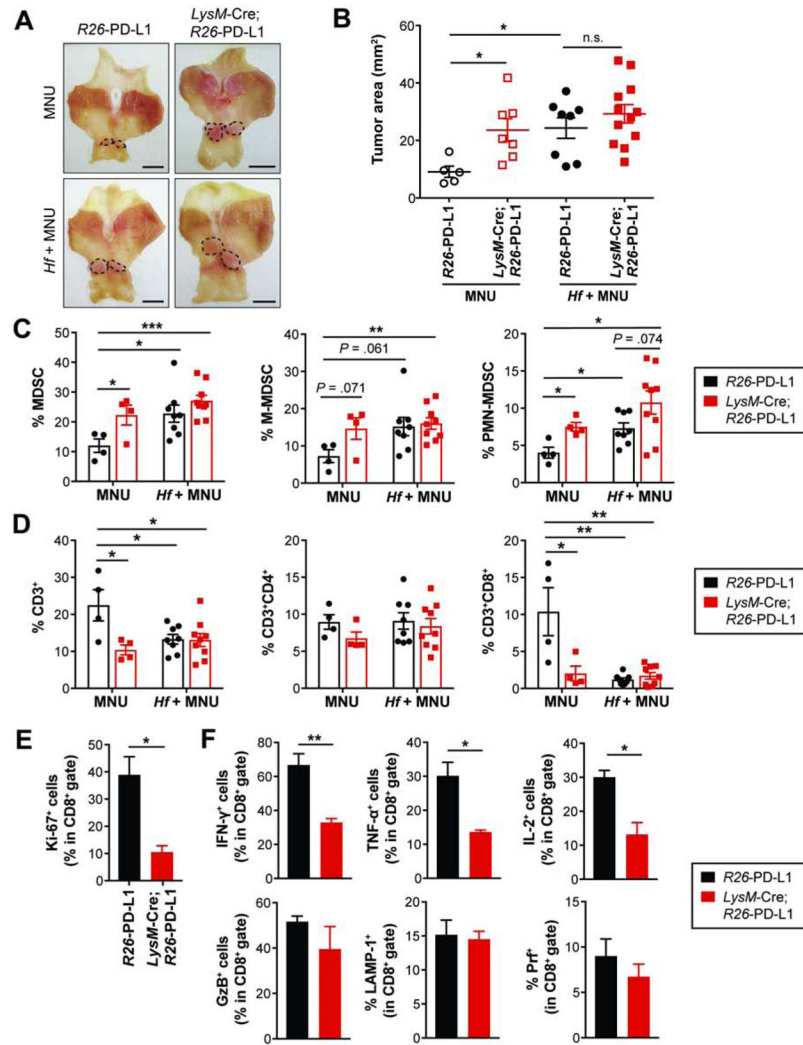 A
R26-PD-L1
LysM-Cre;
R26-PD-L1
MNU
Hf + MNU
B
Tumor area (mm²)
60
40
20
0
*
*
n.s.
R26-PD-L1
LysM-Cre;
R26-PD-L1
R26-PD-L1
LysM-Cre;
R26-PD-L1
MNU
Hf + MNU
C
% MDSC
50
40
30
20
10
0
***
*
*
MNU
Hf + MNU
% M-MDSC
40
30
20
10
0
**
P = .061
P = .071
MNU
Hf + MNU
% PMN-MDSC
20
15
10
5
0
*
P = .074
*
*
MNU
Hf + MNU
R26-PD-L1
LysM-Cre;
R26-PD-L1
D
% CD3⁺
40
30
20
10
0
*
*
*
MNU
Hf + MNU
% CD3⁺CD4⁺
20
15
10
5
0
MNU
Hf + MNU
% CD3⁺CD8⁺
20
15
10
5
0
**
**
*
MNU
Hf + MNU
R26-PD-L1
LysM-Cre;
R26-PD-L1
E
Ki-67⁺ cells
(% in CD8⁺ gate)
50
40
30
20
10
0
*
R26-PD-L1
LysM-Cre;
R26-PD-L1
F
IFN-γ⁺ cells
(% in CD8⁺ gate)
80
60
40
20
0
**
TNF-α⁺ cells
(% in CD8⁺ gate)
40
30
20
10
0
*
IL-2⁺ cells
(% in CD8⁺ gate)
40
30
20
10
0
*
GzB⁺ cells
(% in CD8⁺ gate)
60
40
20
0
% LAMP-1⁺
(in CD8⁺ gate)
20
15
10
5
0
% Prf⁺
(in CD8⁺ gate)
15
10
5
0
R26-PD-L1
LysM-Cre;
R26-PD-L1